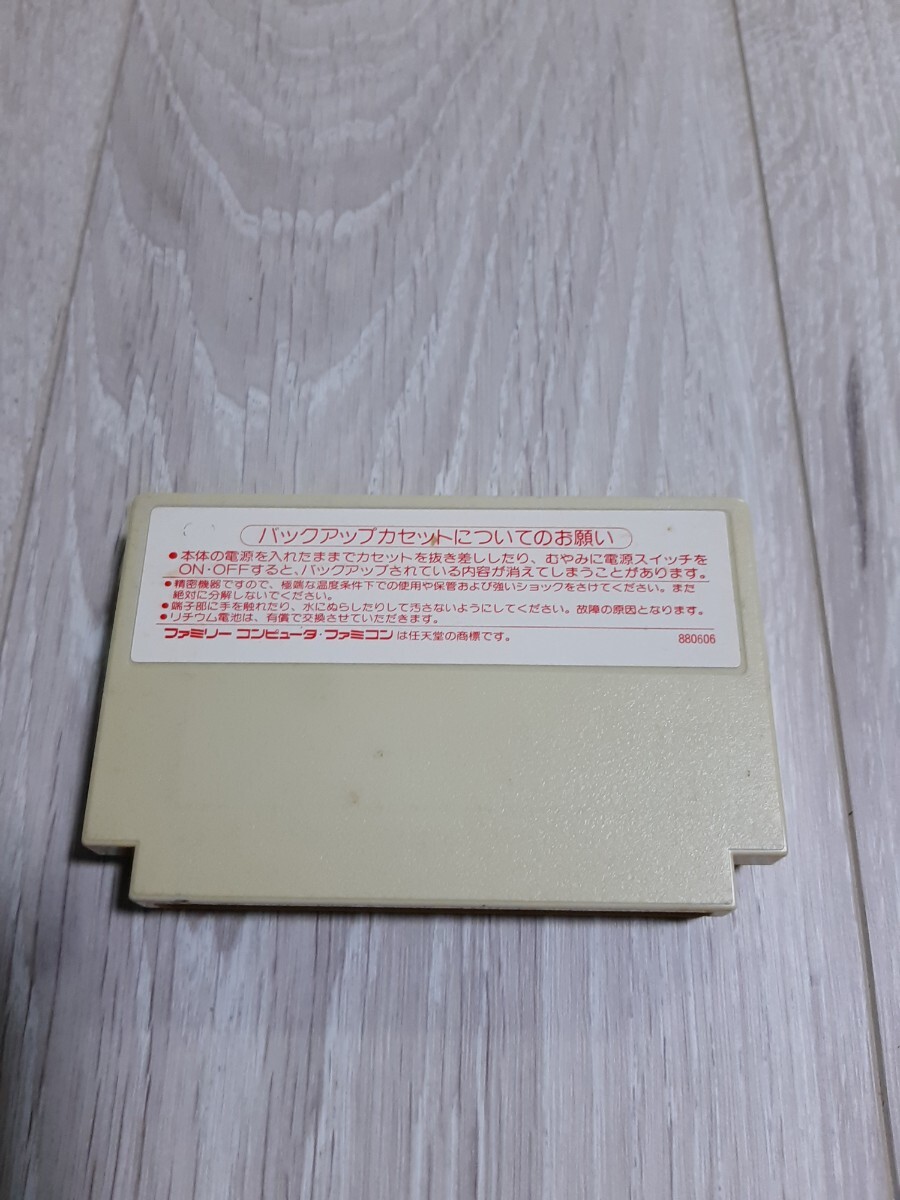 バックアップカセットについてのお願い
●本体の電源を入れたままでカセットを抜き差ししたり、むやみに電源スイッチを
ON・OFFすると、バックアップされている内容が消えてしまうことがあります。
●精密機器ですので、極端な温度条件下での使用や保管および強いショックをさけてください。また
絶対に分解しないでください。
●端子部に手を触れたり、水にぬらしたりして汚さないようにしてください。故障の原因となります。
●リチウム電池は、有償で交換させていただきます。
ファミリー コンピュータ・ファミコン は任天堂の商標です。 880606